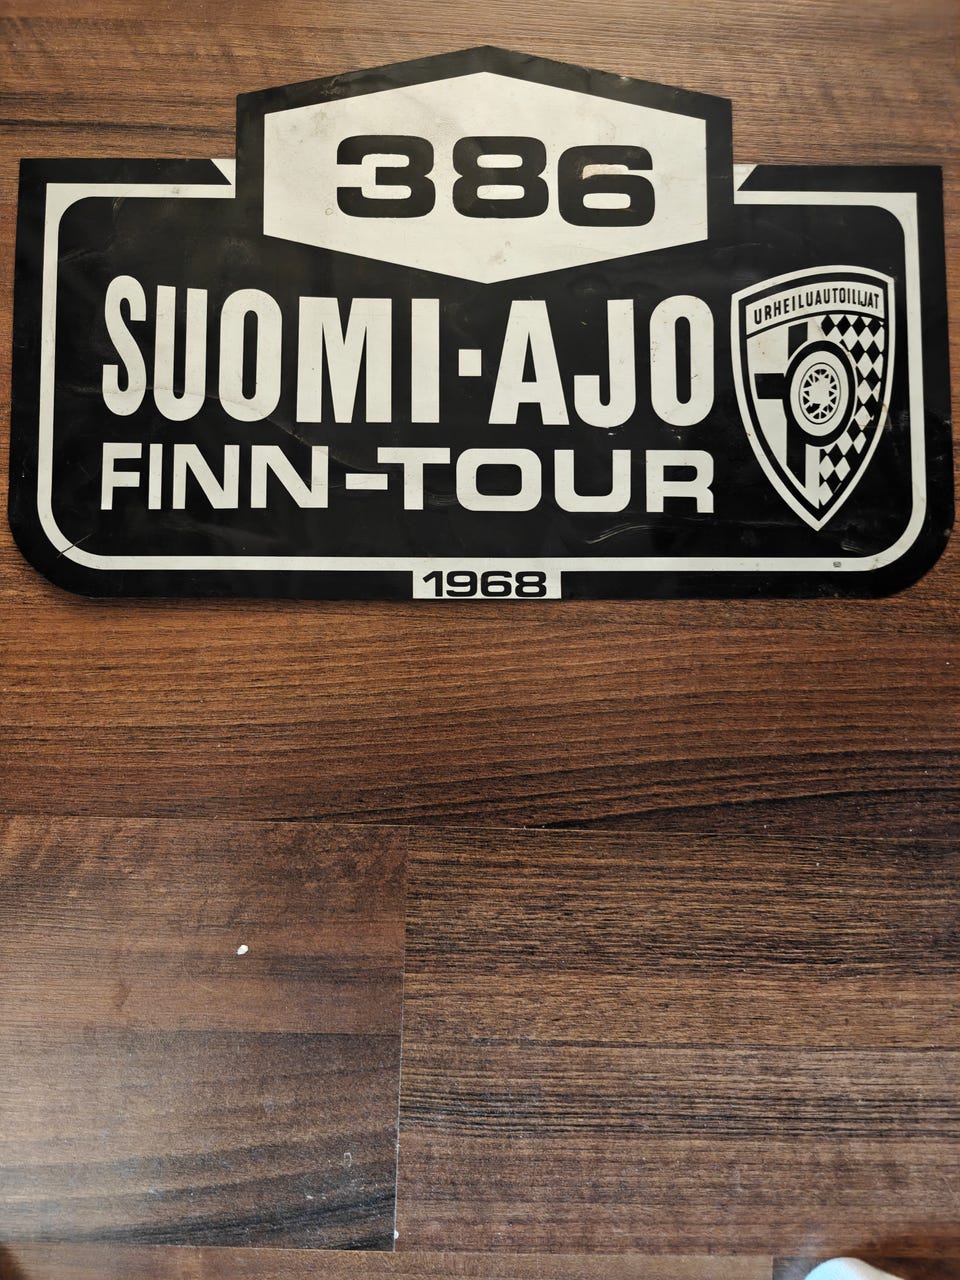 386
SUOMI·AJO
FINN-TOUR
URHEILUAUTOILIJAT
1968